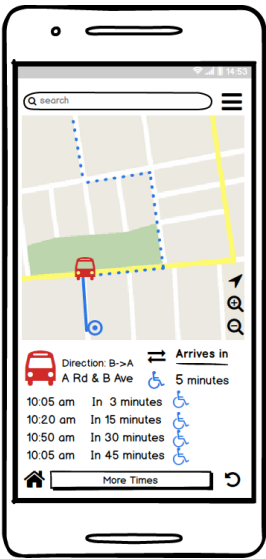 14:53
search
Direction: B->A
Arrives in
A Rd & B Ave
5 minutes
10:05 am In 3 minutes
10:20 am In 15 minutes
10:50 am In 30 minutes
10:05 am In 45 minutes
More Times